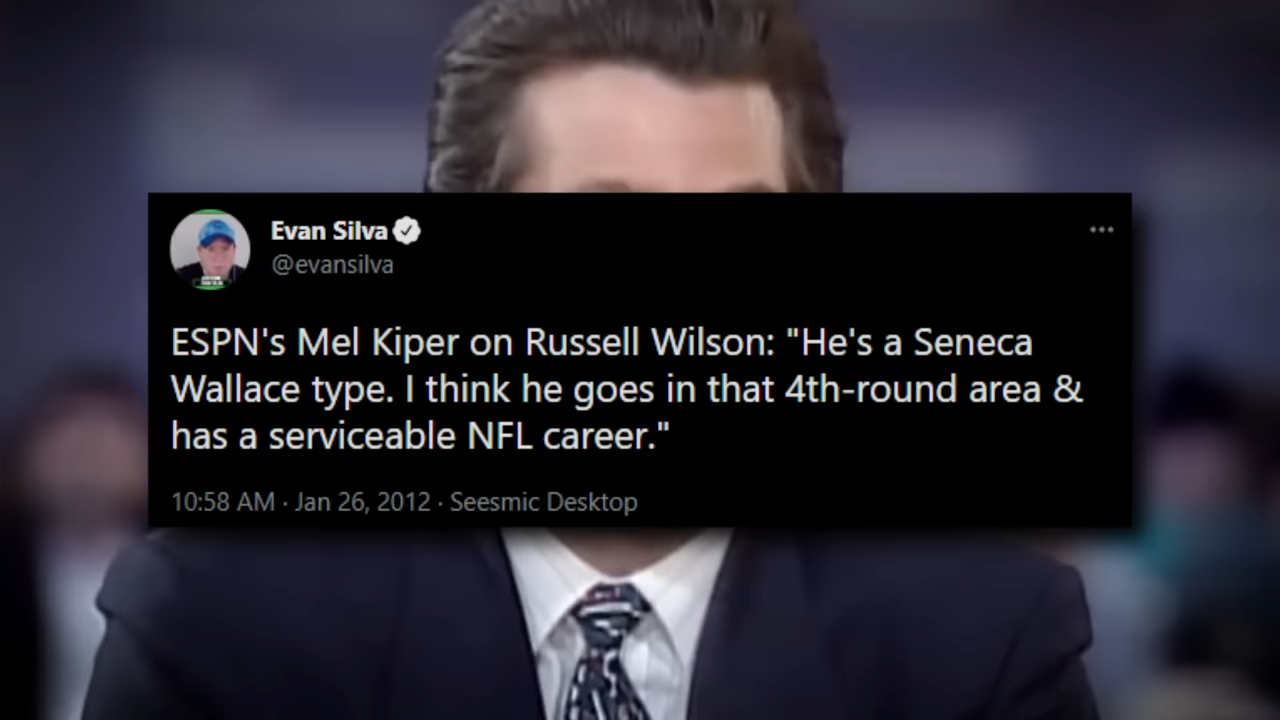 Evan Silva
@evansilva
ESPN's Mel Kiper on Russell Wilson: "He's a Seneca
Wallace type. I think he goes in that 4th-round area &
has a serviceable NFL career."
10:58 AM · Jan 26, 2012 · Seesmic Desktop